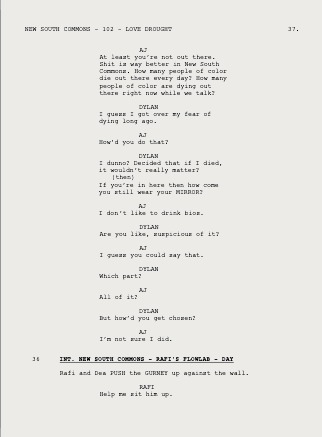 NEW SOUTH COMMONS - 102 - LOVE DROUGHT 37.
AJ
At least you're not out there.
Shit is way better in New South
Commons. How many people of color
die out there every day? How many
people of color are dying out
there right now while we talk?
DYLAN
I guess I got over my fear of
dying long ago.
AJ
How'd you do that?
DYLAN
I dunno? Decided that if I died,
it wouldn't really matter?
(then)
If you're in here then how come
you still wear your MIRROR?
AJ
I don't like to drink bios.
DYLAN
Are you like, suspicious of it?
AJ
I guess you could say that.
DYLAN
Which part?
AJ
All of it?
DYLAN
But how'd you get chosen?
AJ
I'm not sure I did.
36 INT. NEW SOUTH COMMONS - RAFI'S FLOWLAB - DAY
Rafi and Dea PUSH the GURNEY up against the wall.
RAFI
Help me sit him up.